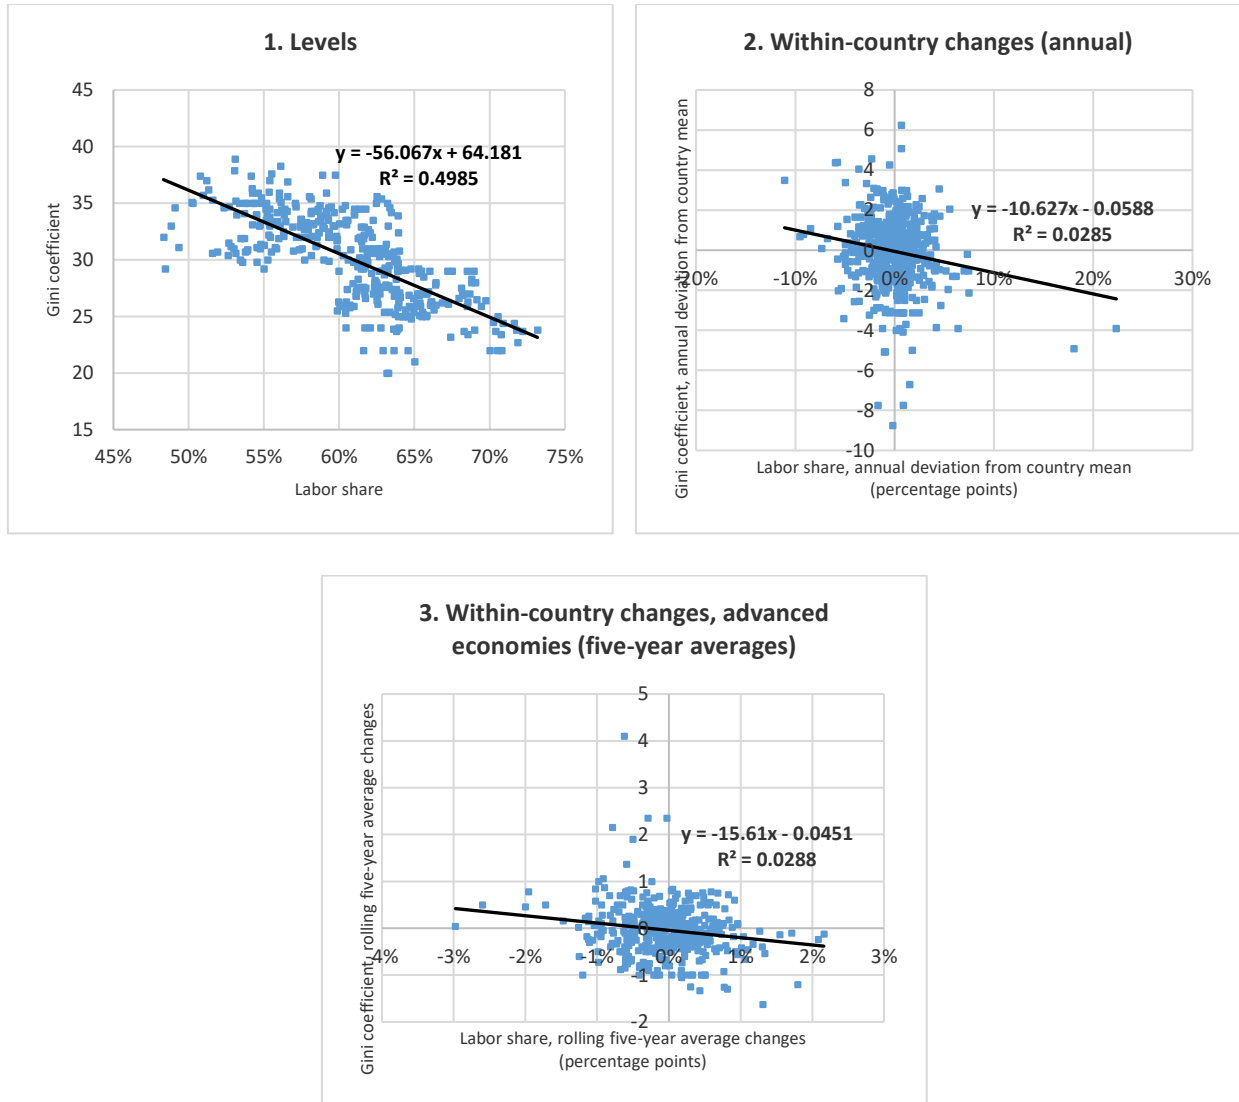 1. Levels
45
40
35
30
25
20
15
Gini coefficient
y = -56.067x + 64.181
R² = 0.4985
45% 50% 55% 60% 65% 70% 75%
Labor share
2. Within-country changes (annual)
8
6
4
2
0
-2
-4
-6
-8
-10
Gini coefficient, annual deviation from country mean
y = -10.627x - 0.0588
R² = 0.0285
-20% -10% 0% 10% 20% 30%
Labor share, annual deviation from country mean
(percentage points)
3. Within-country changes, advanced
economies (five-year averages)
5
4
3
2
1
0
-1
-2
Gini coefficient, rolling five-year average changes
y = -15.61x - 0.0451
R² = 0.0288
-4% -3% -2% -1% 0% 1% 2% 3%
Labor share, rolling five-year average changes
(percentage points)